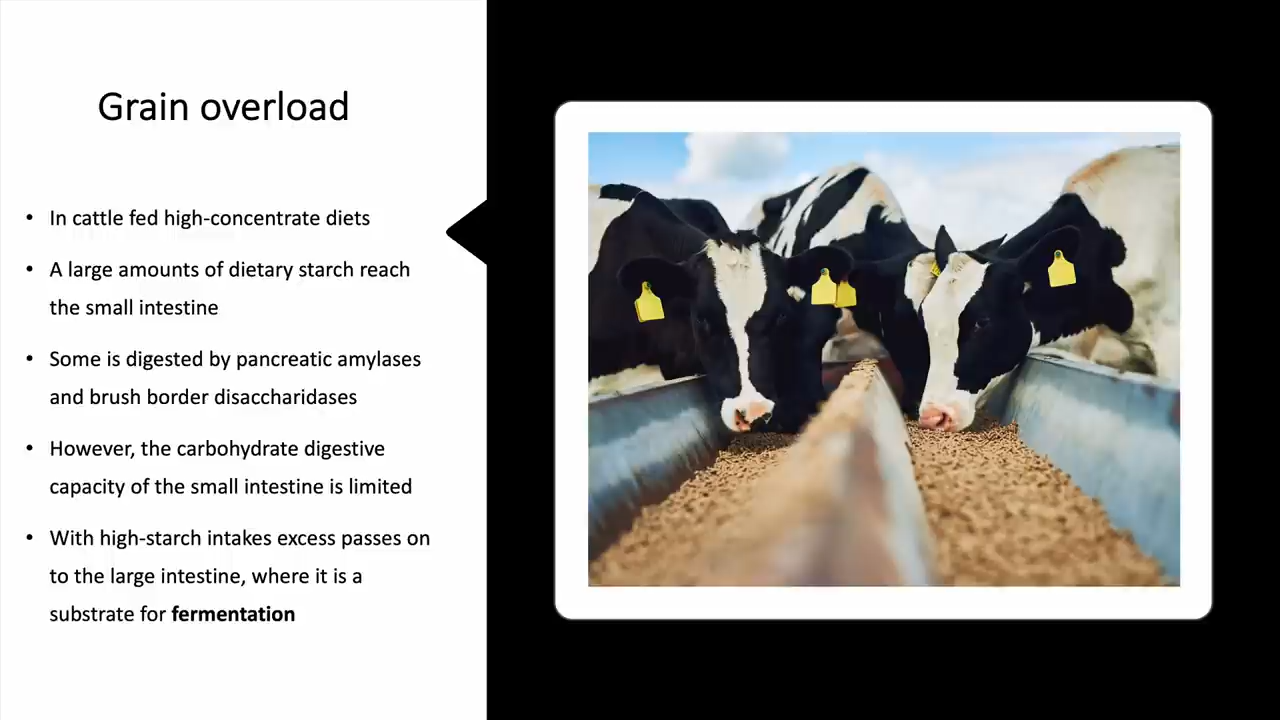 Grain overload
• In cattle fed high-concentrate diets
• A large amounts of dietary starch reach
the small intestine
• Some is digested by pancreatic amylases
and brush border disaccharidases
• However, the carbohydrate digestive
capacity of the small intestine is limited
• With high-starch intakes excess passes on
to the large intestine, where it is a
substrate for fermentation